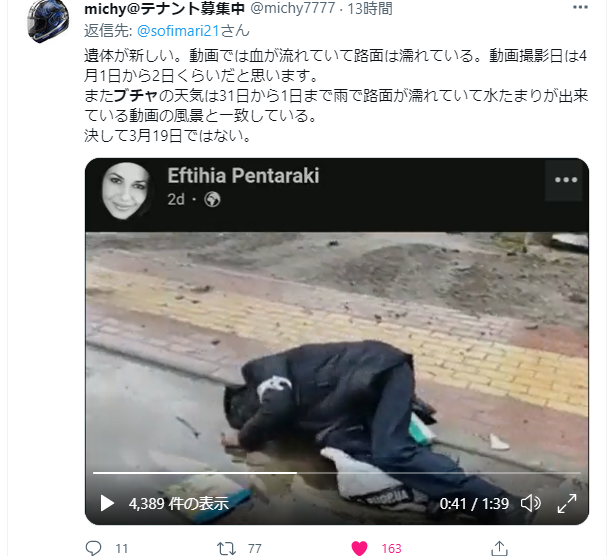 michy@テナント募集中 @michy7777・13時間
返信先: @sofimari21さん
遺体が新しい。動画では血が流れていて路面は濡れている。動画撮影日は4
月1日から2日くらいだと思います。
またブチャの天気は31日から1日まで雨で路面が濡れていて水たまりが出来
ている動画の風景と一致している。
決して3月19日ではない。
Eftihia Pentaraki
2d ·
4,389 件の表示
0:41 / 1:39
11
77
163